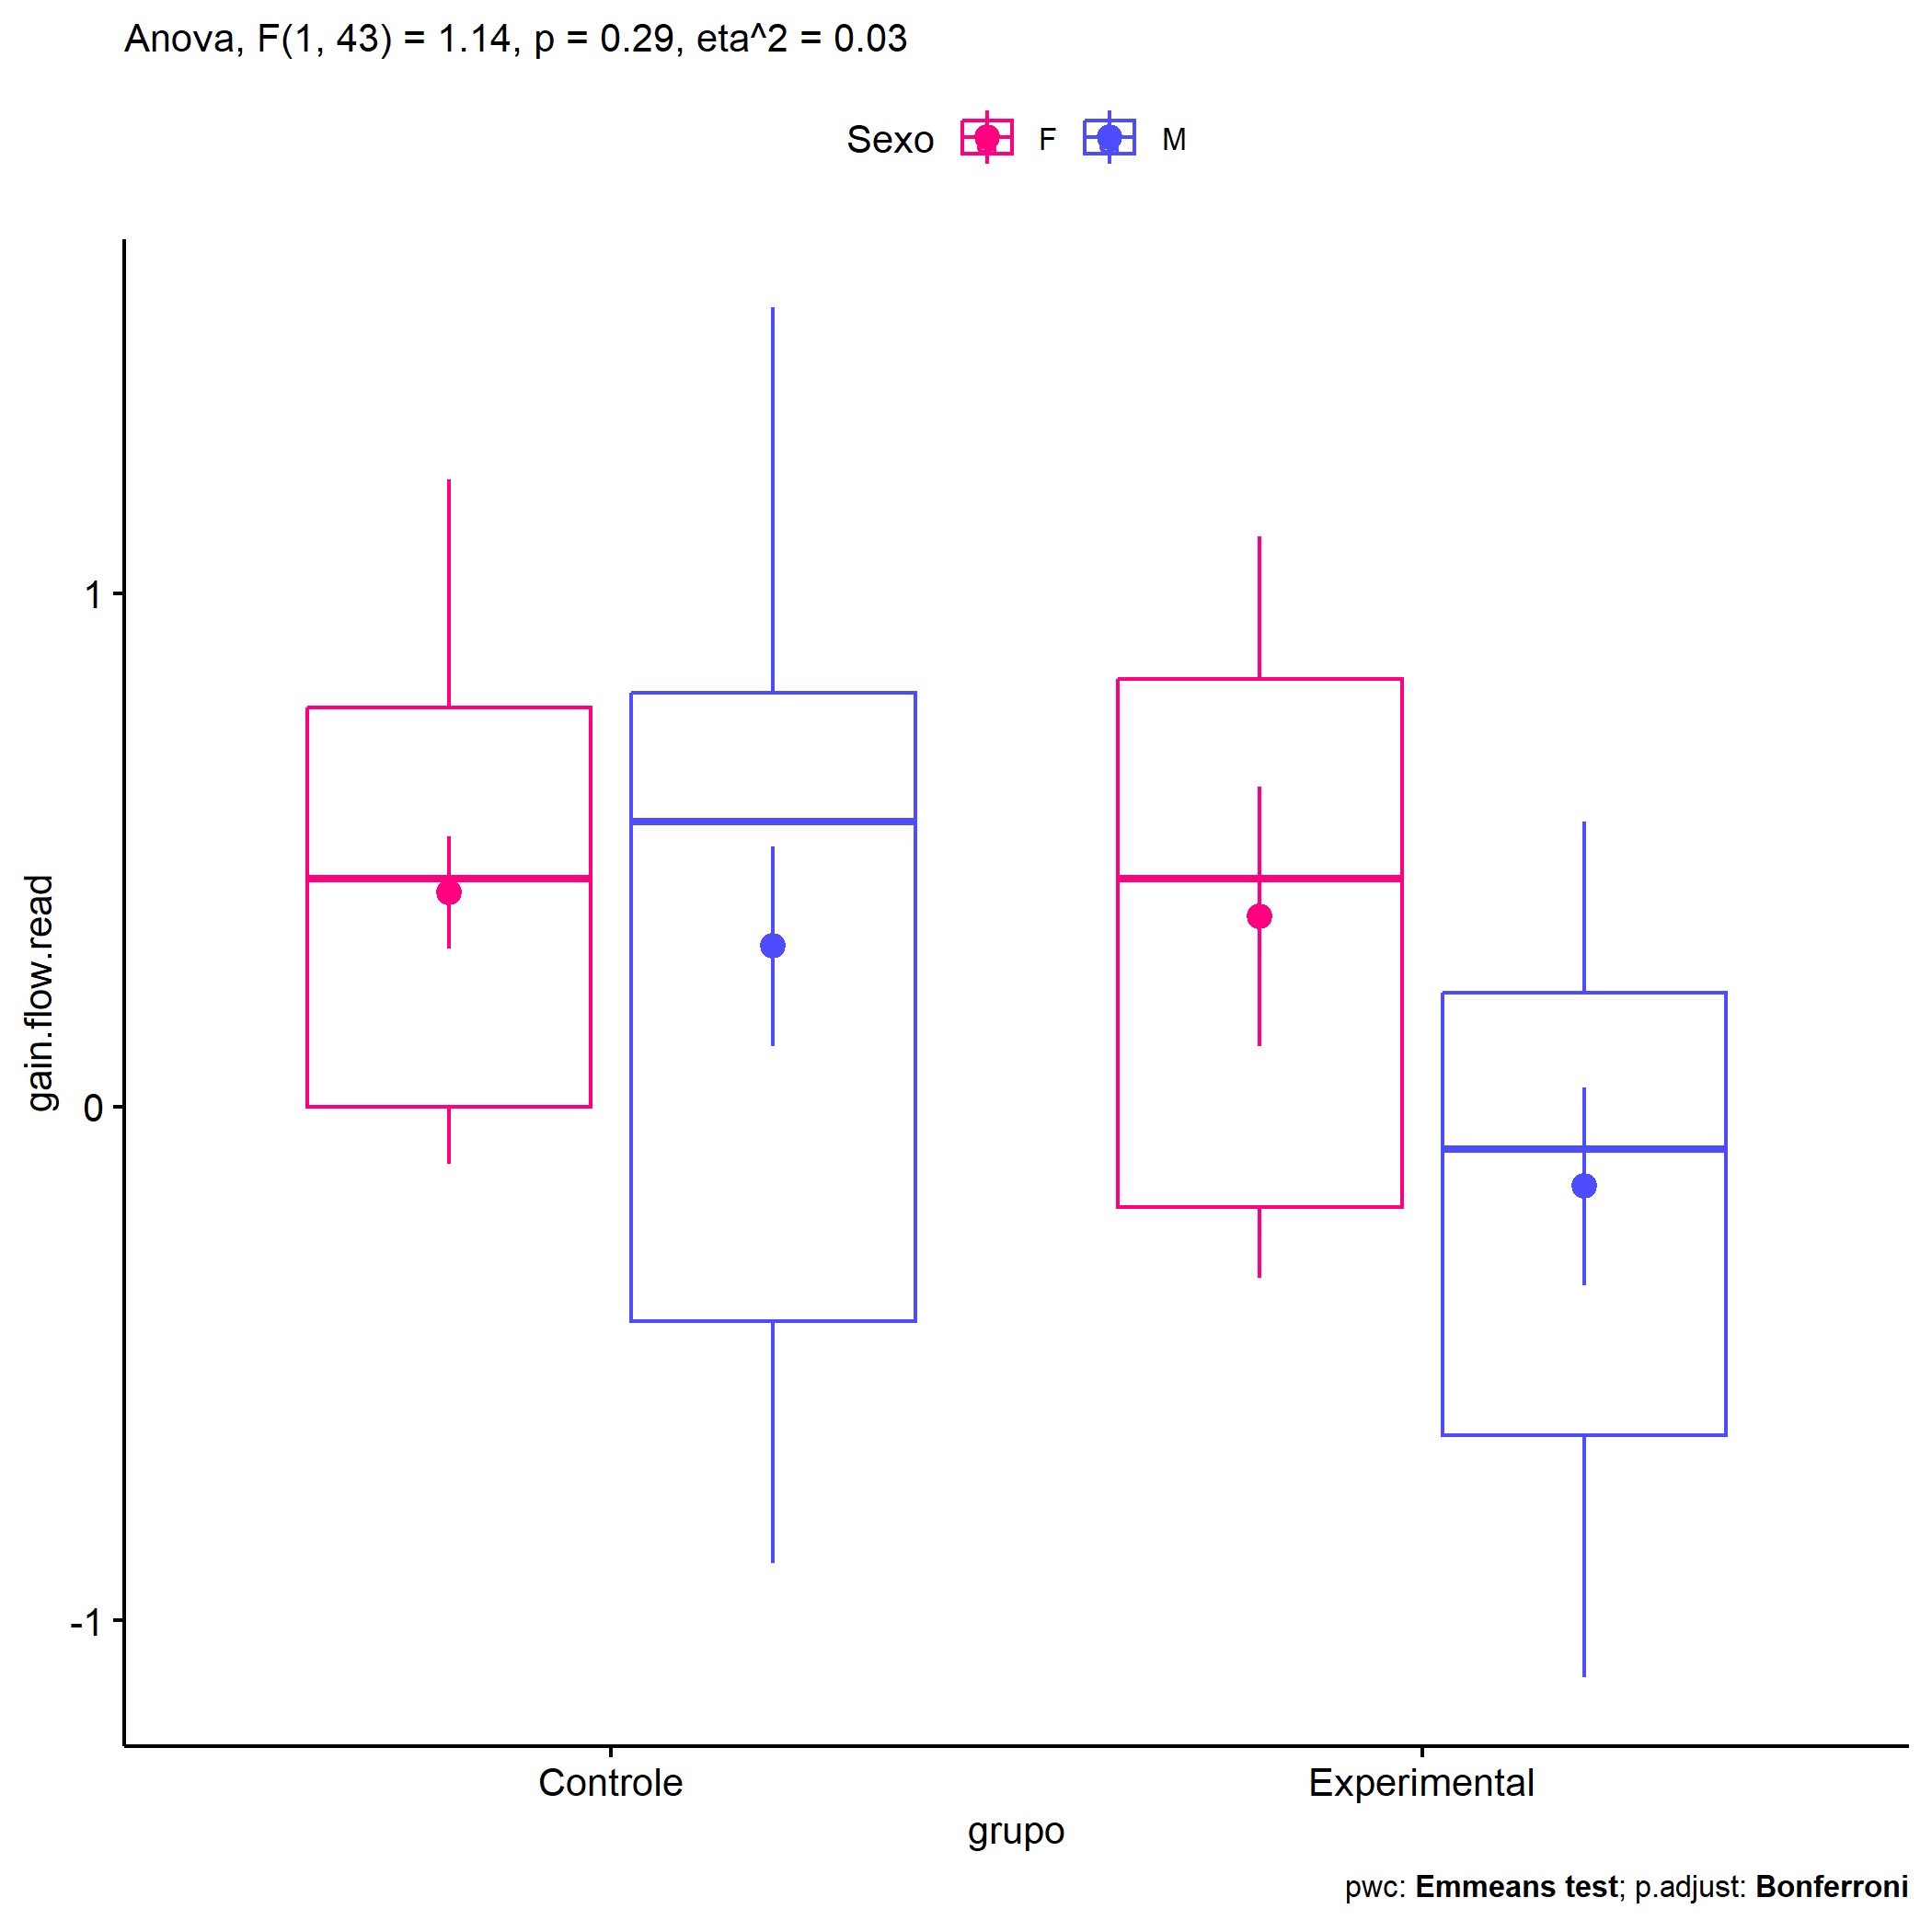 Anova, F(1, 43) = 1.14, p = 0.29, eta^2 = 0.03
Sexo F M
gain.flow.read
1
0
-1
Controle Experimental
grupo
pwc: Emmeans test; p.adjust: Bonferroni